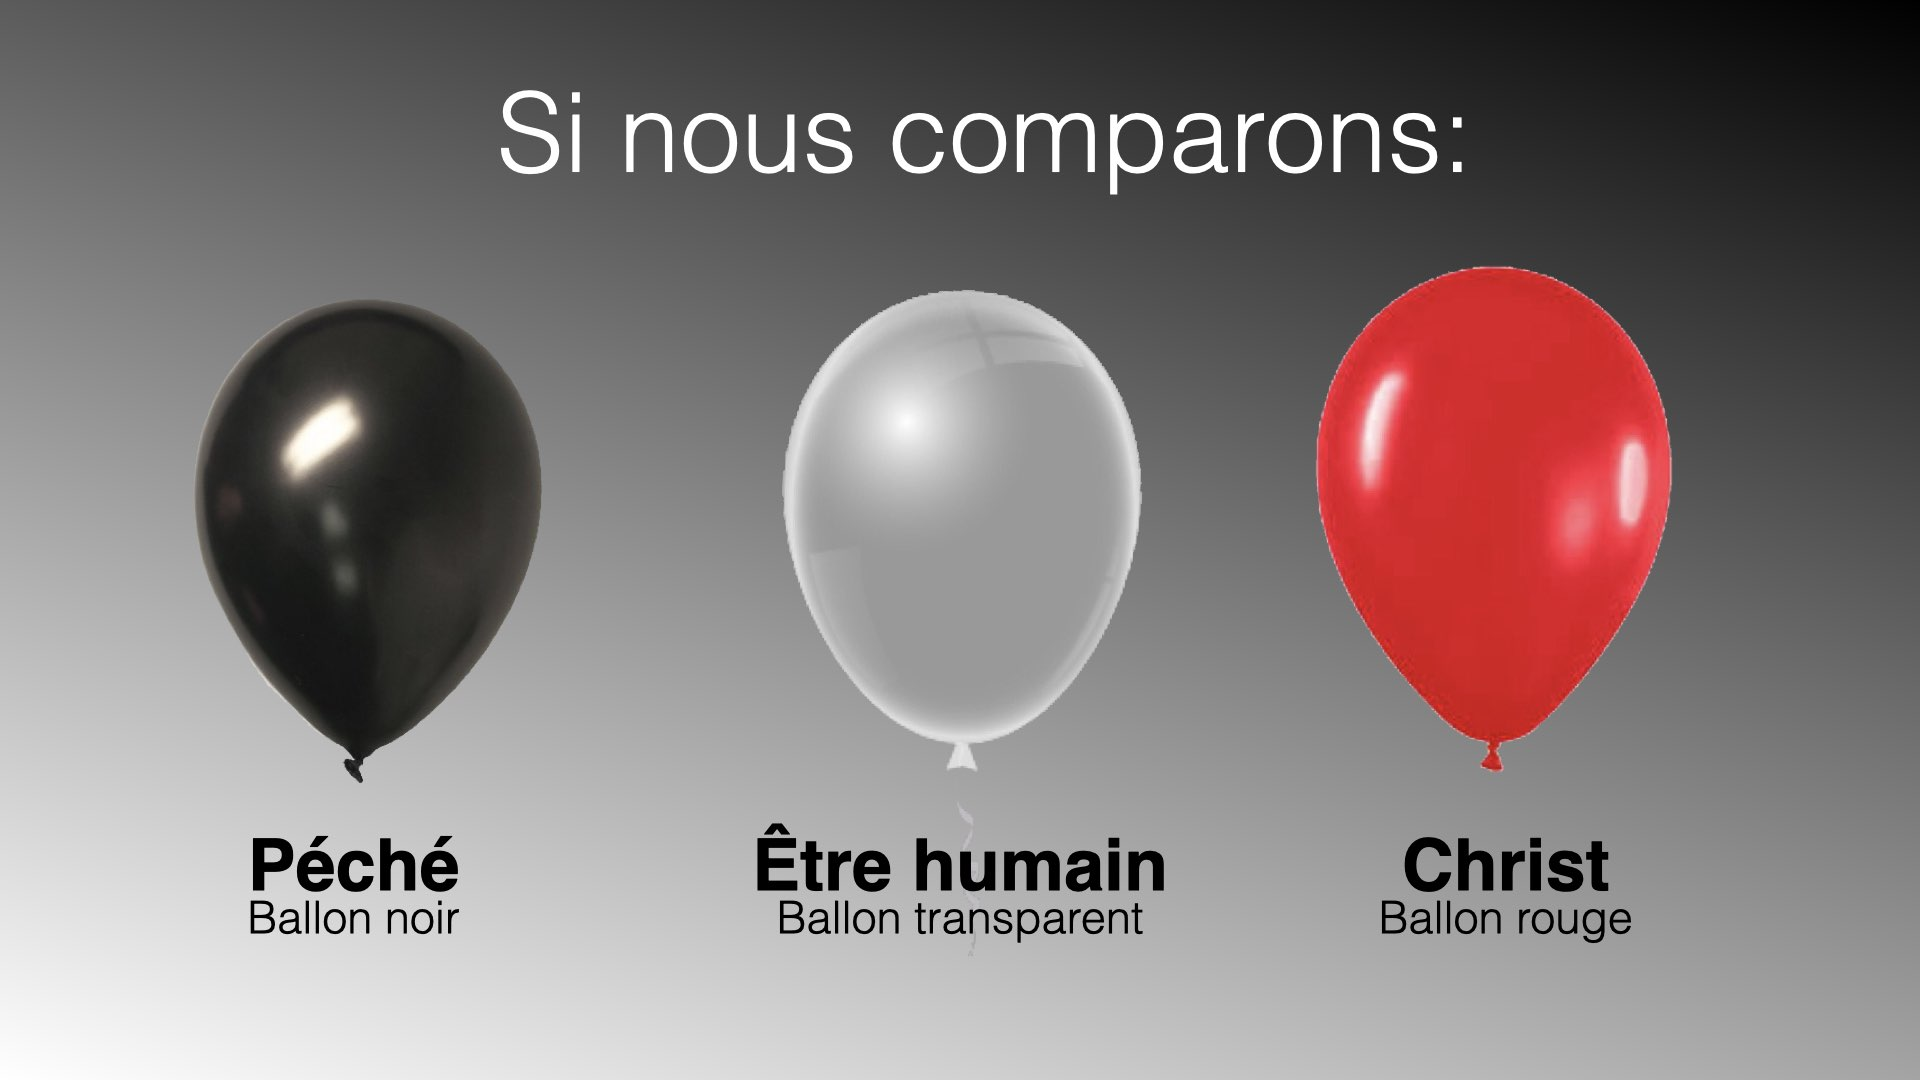 Si nous comparons:
Péché
Ballon noir
Être humain
Ballon transparent
Christ
Ballon rouge